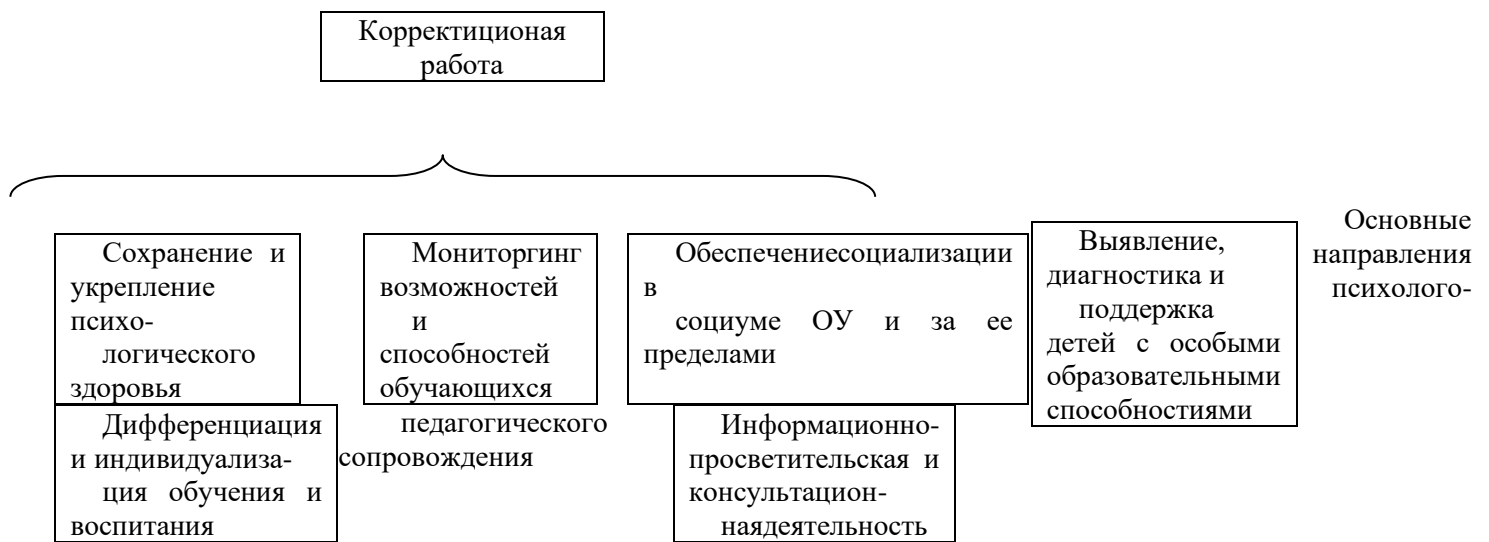 Корректиционая
работа
Сохранение и
укрепление
психо-
логического
здоровья
Мониторгинг
возможностей
и
способностей
обучающихся
Обеспечениесоциализации
в
социуме ОУ и за ее
пределами
Выявление,
диагностика и
поддержка
детей с особыми
образовательными
способностиями
Основные
направления
психолого-
педагогического
сопровождения
Дифференциация
и индивидуализа-
ция обучения и
воспитания
Информационно-
просветительская и
консультацион-
наядеятельность